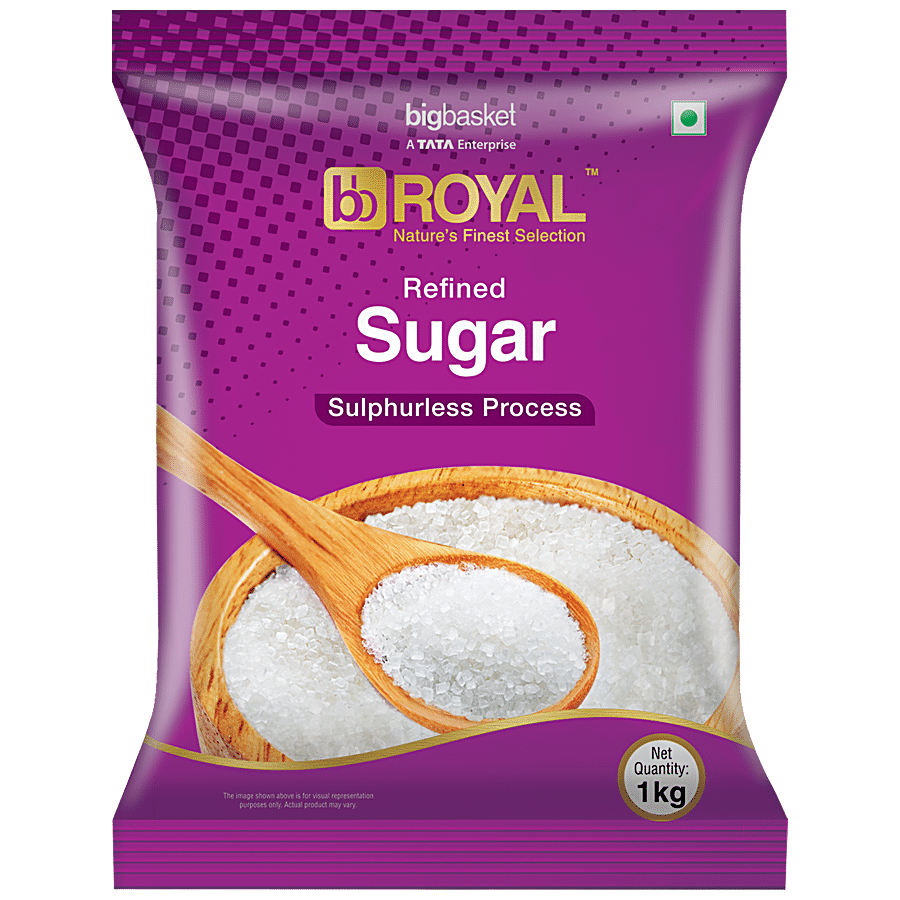 bigbasket
A TATA Enterprise
bb ROYAL™
Nature's Finest Selection
Refined
Sugar
Sulphurless Process
Net
Quantity:
1kg
The image shown above is for visual representation
purposes only. Actual product may vary.